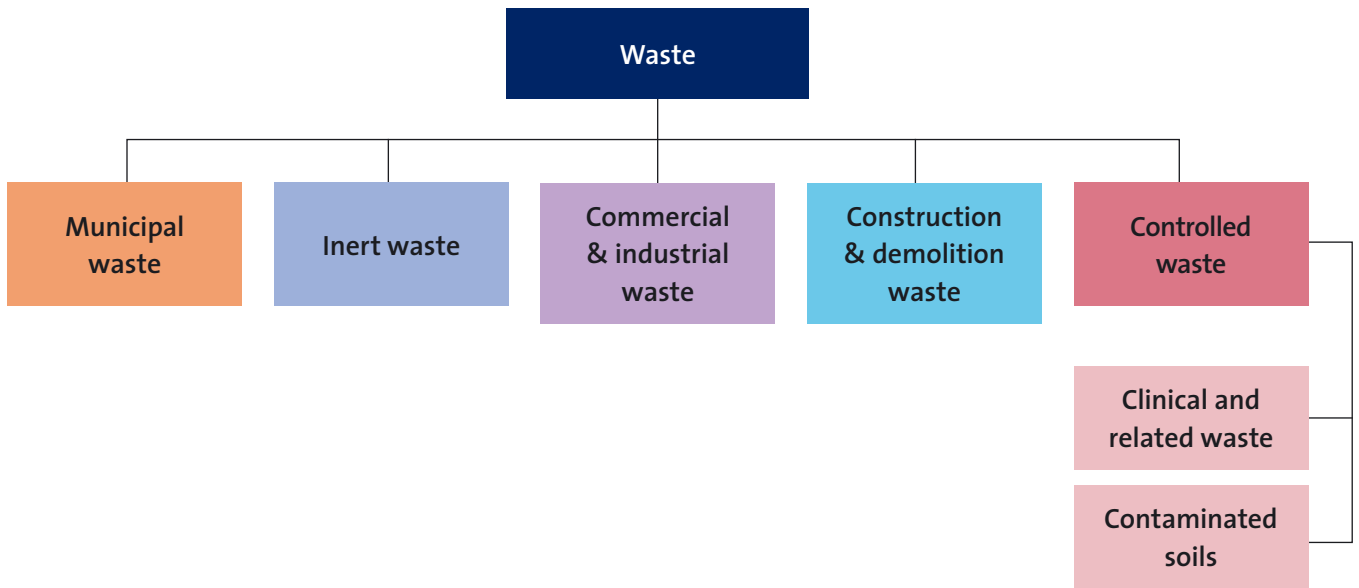 Waste
Municipal
waste
Inert waste
Commercial
& industrial
waste
Construction
& demolition
waste
Controlled
waste
Clinical and
related waste
Contaminated
soils